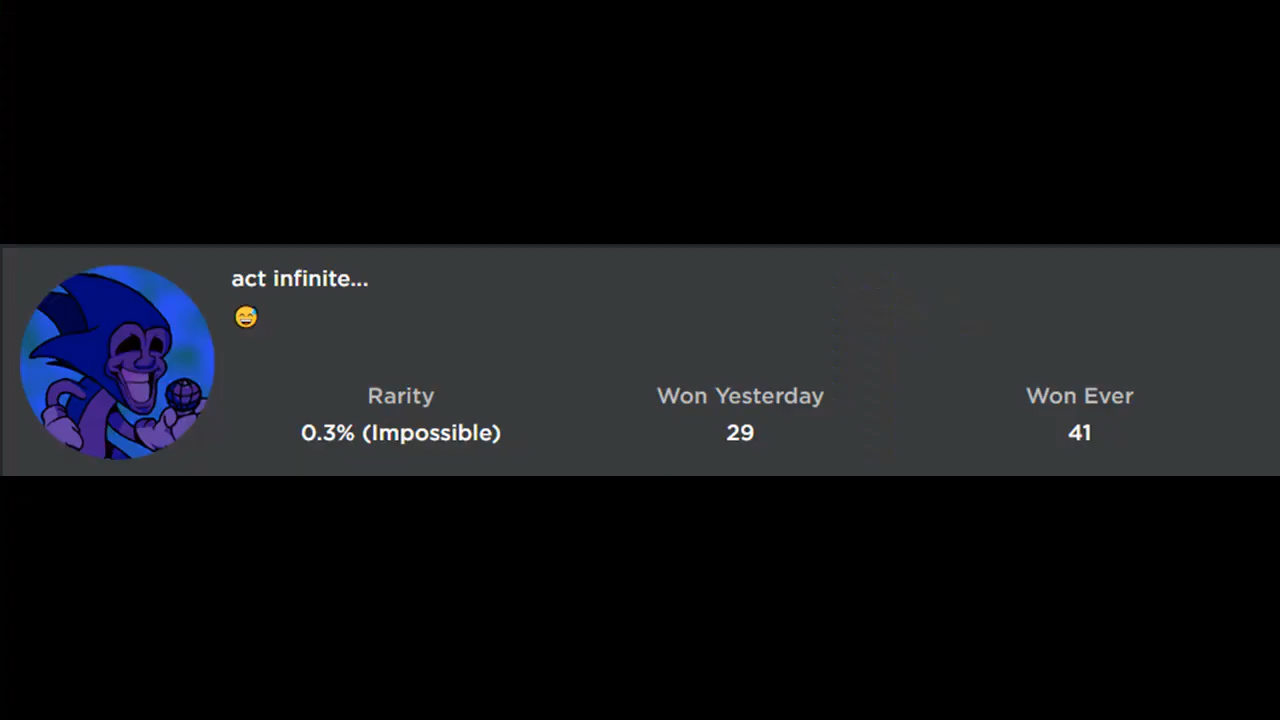 act infinite...
😅
Rarity Won Yesterday Won Ever
0.3% (Impossible) 29 41